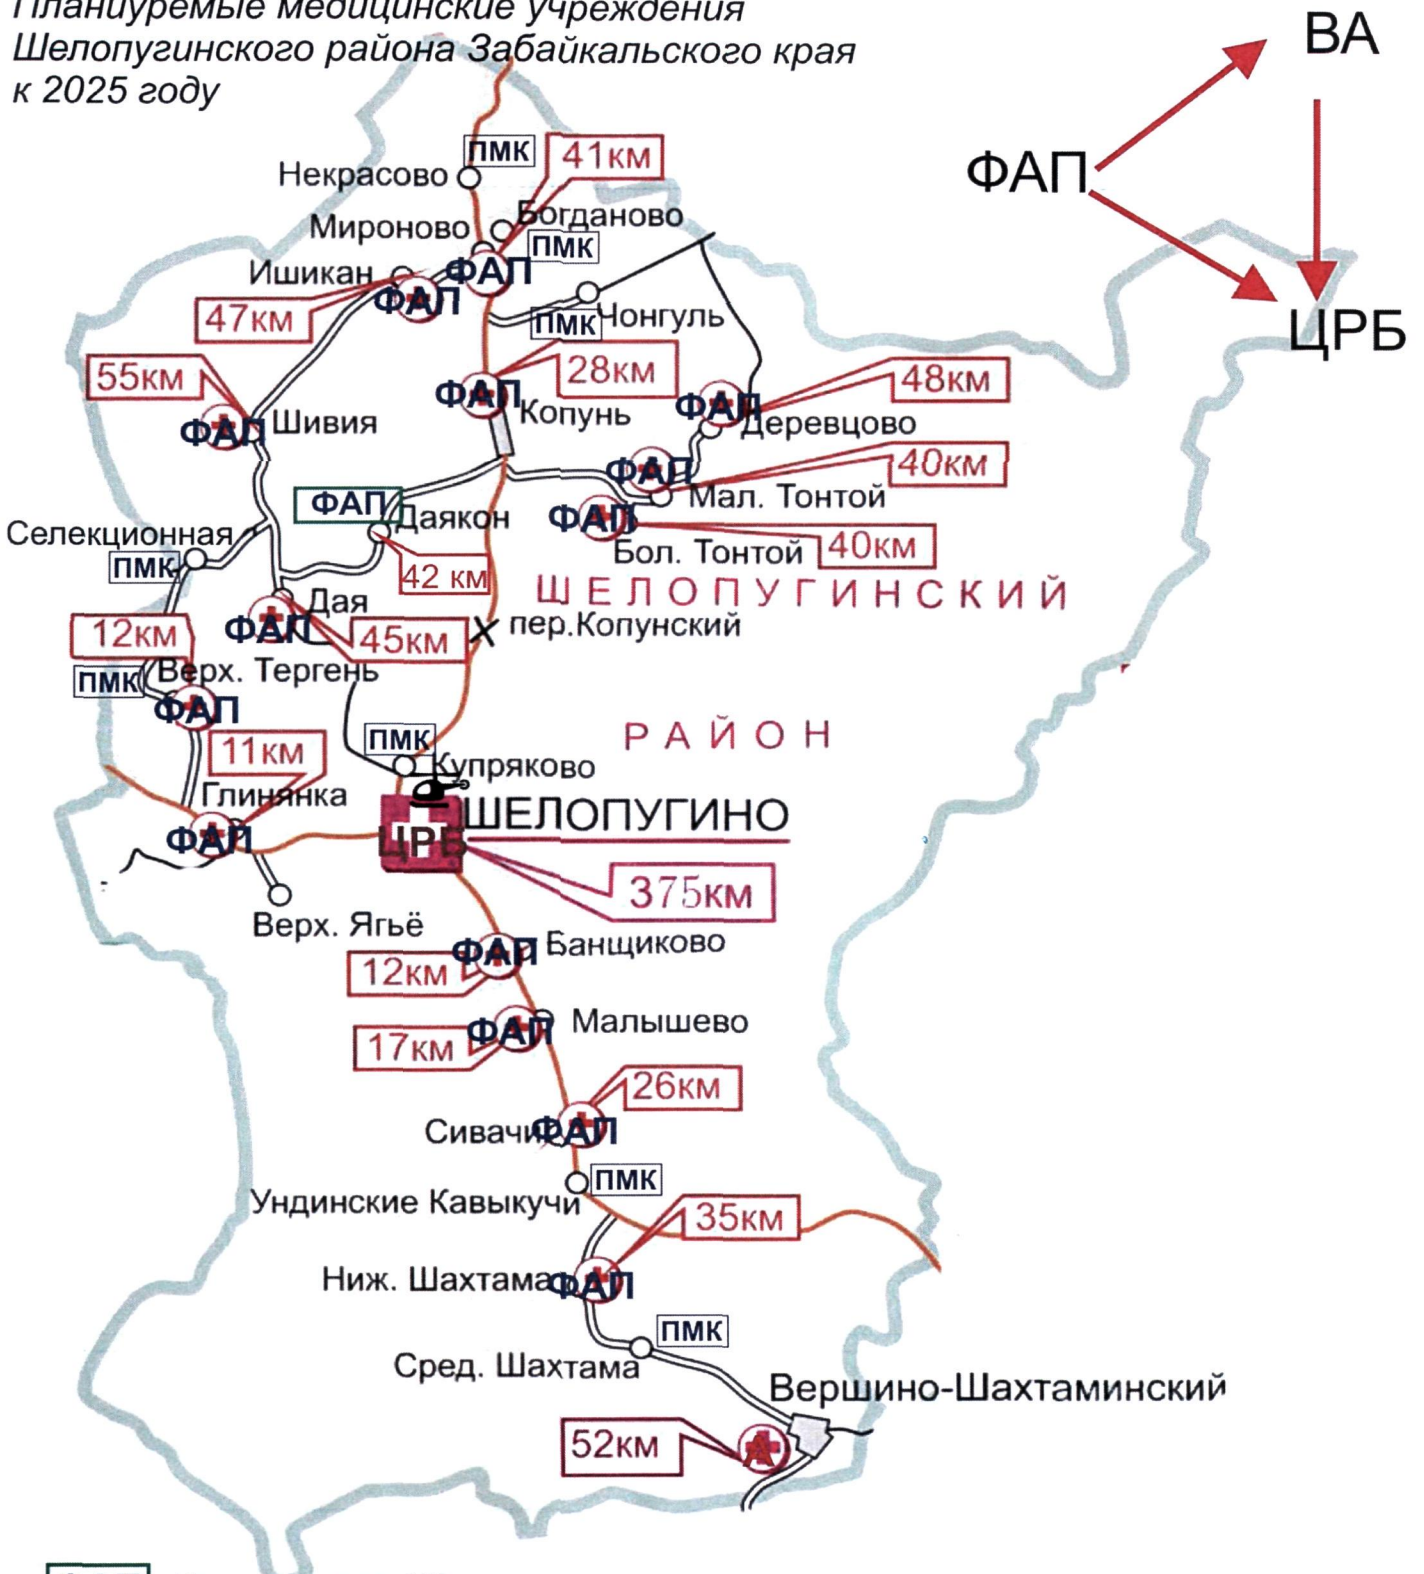 Планиуремые медицинские учреждения
Шелопугинского района Забайкальского края
к 2025 году
ВА
ФАП
ЦРБ
ПМК
41км
Некрасово
Богданово
Мироново
ПМК
Ишикан
ФАП
ФАП
47км
ПМК
Чонгуль
55км
28км
48км
ФАП
Копунь
ФАП
Деревцово
ФАП
Шивия
ФАП
40км
Мал. Тонтой
ФАП
Даякон
ФАП
Бол. Тонтой
40км
Селекционная
ПМК
42 км
ШЕЛОПУГИНСКИЙ
Дая
ФАП
45км
пер.Копунский
12км
Верх. Тергень
ПМК
ФАП
РАЙОН
11км
ПМК
Купряково
Глинянка
ФАП
ЦРБ
ШЕЛОПУГИНО
375км
Верх. Ягьё
ФАП
Банщиково
12км
ФАП
Малышево
17км
26км
Сивачи
ФАП
ПМК
Ундинские Кавыкучи
35км
Ниж. Шахтама
ФАП
ПМК
Сред. Шахтама
Вершино-Шахтаминский
52км
А